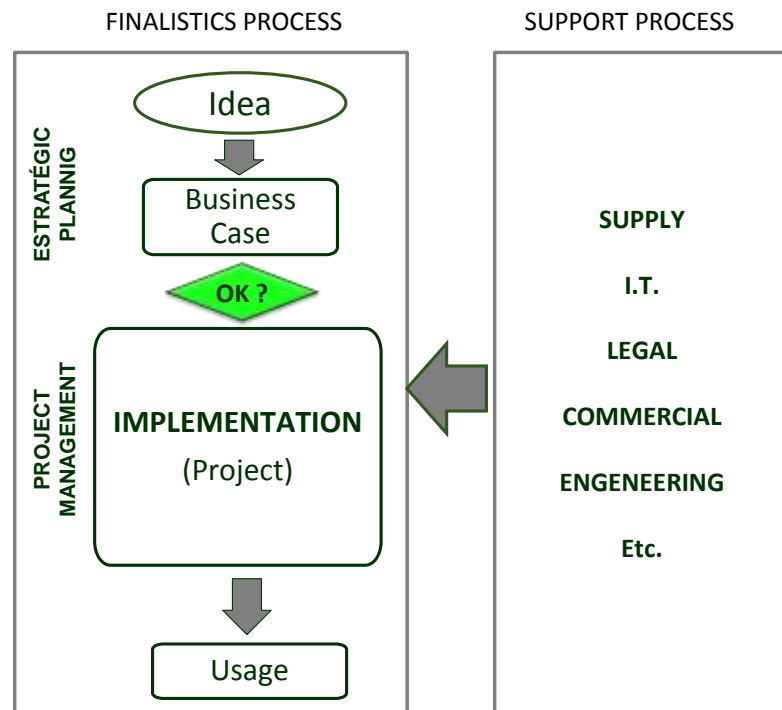 FINALISTICS PROCESS
SUPPORT PROCESS
ESTRATÉGIC
PLANNIG
Idea
Business
Case
OK ?
PROJECT
MANAGEMENT
IMPLEMENTATION
(Project)
Usage
SUPPLY
I.T.
LEGAL
COMMERCIAL
ENGENEERING
Etc.